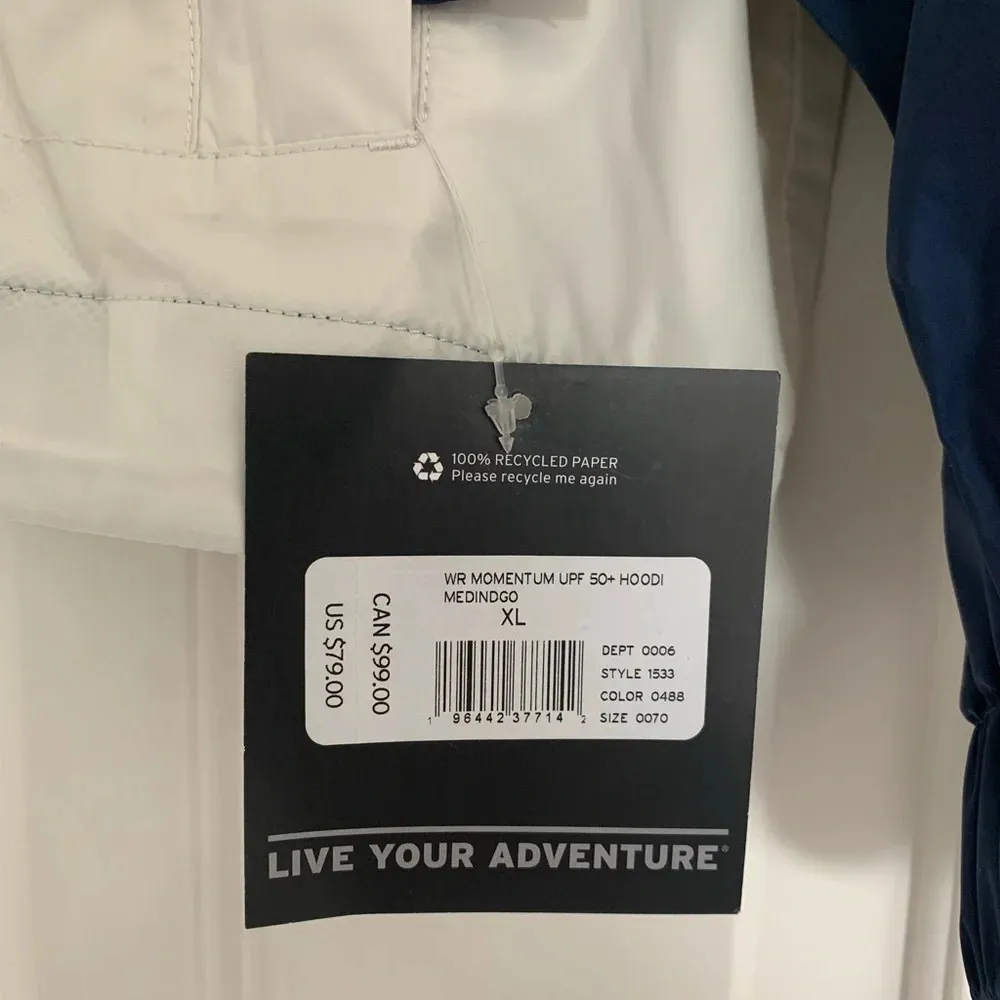 100% RECYCLED PAPER
Please recycle me again
WR MOMENTUM UPF 50+ HOODI
MEDINDGO
XL
CAN $99.00
US $79.00
DEPT 0006
STYLE 1533
COLOR 0488
SIZE 0070
1 96442 37714 2
LIVE YOUR ADVENTURE®